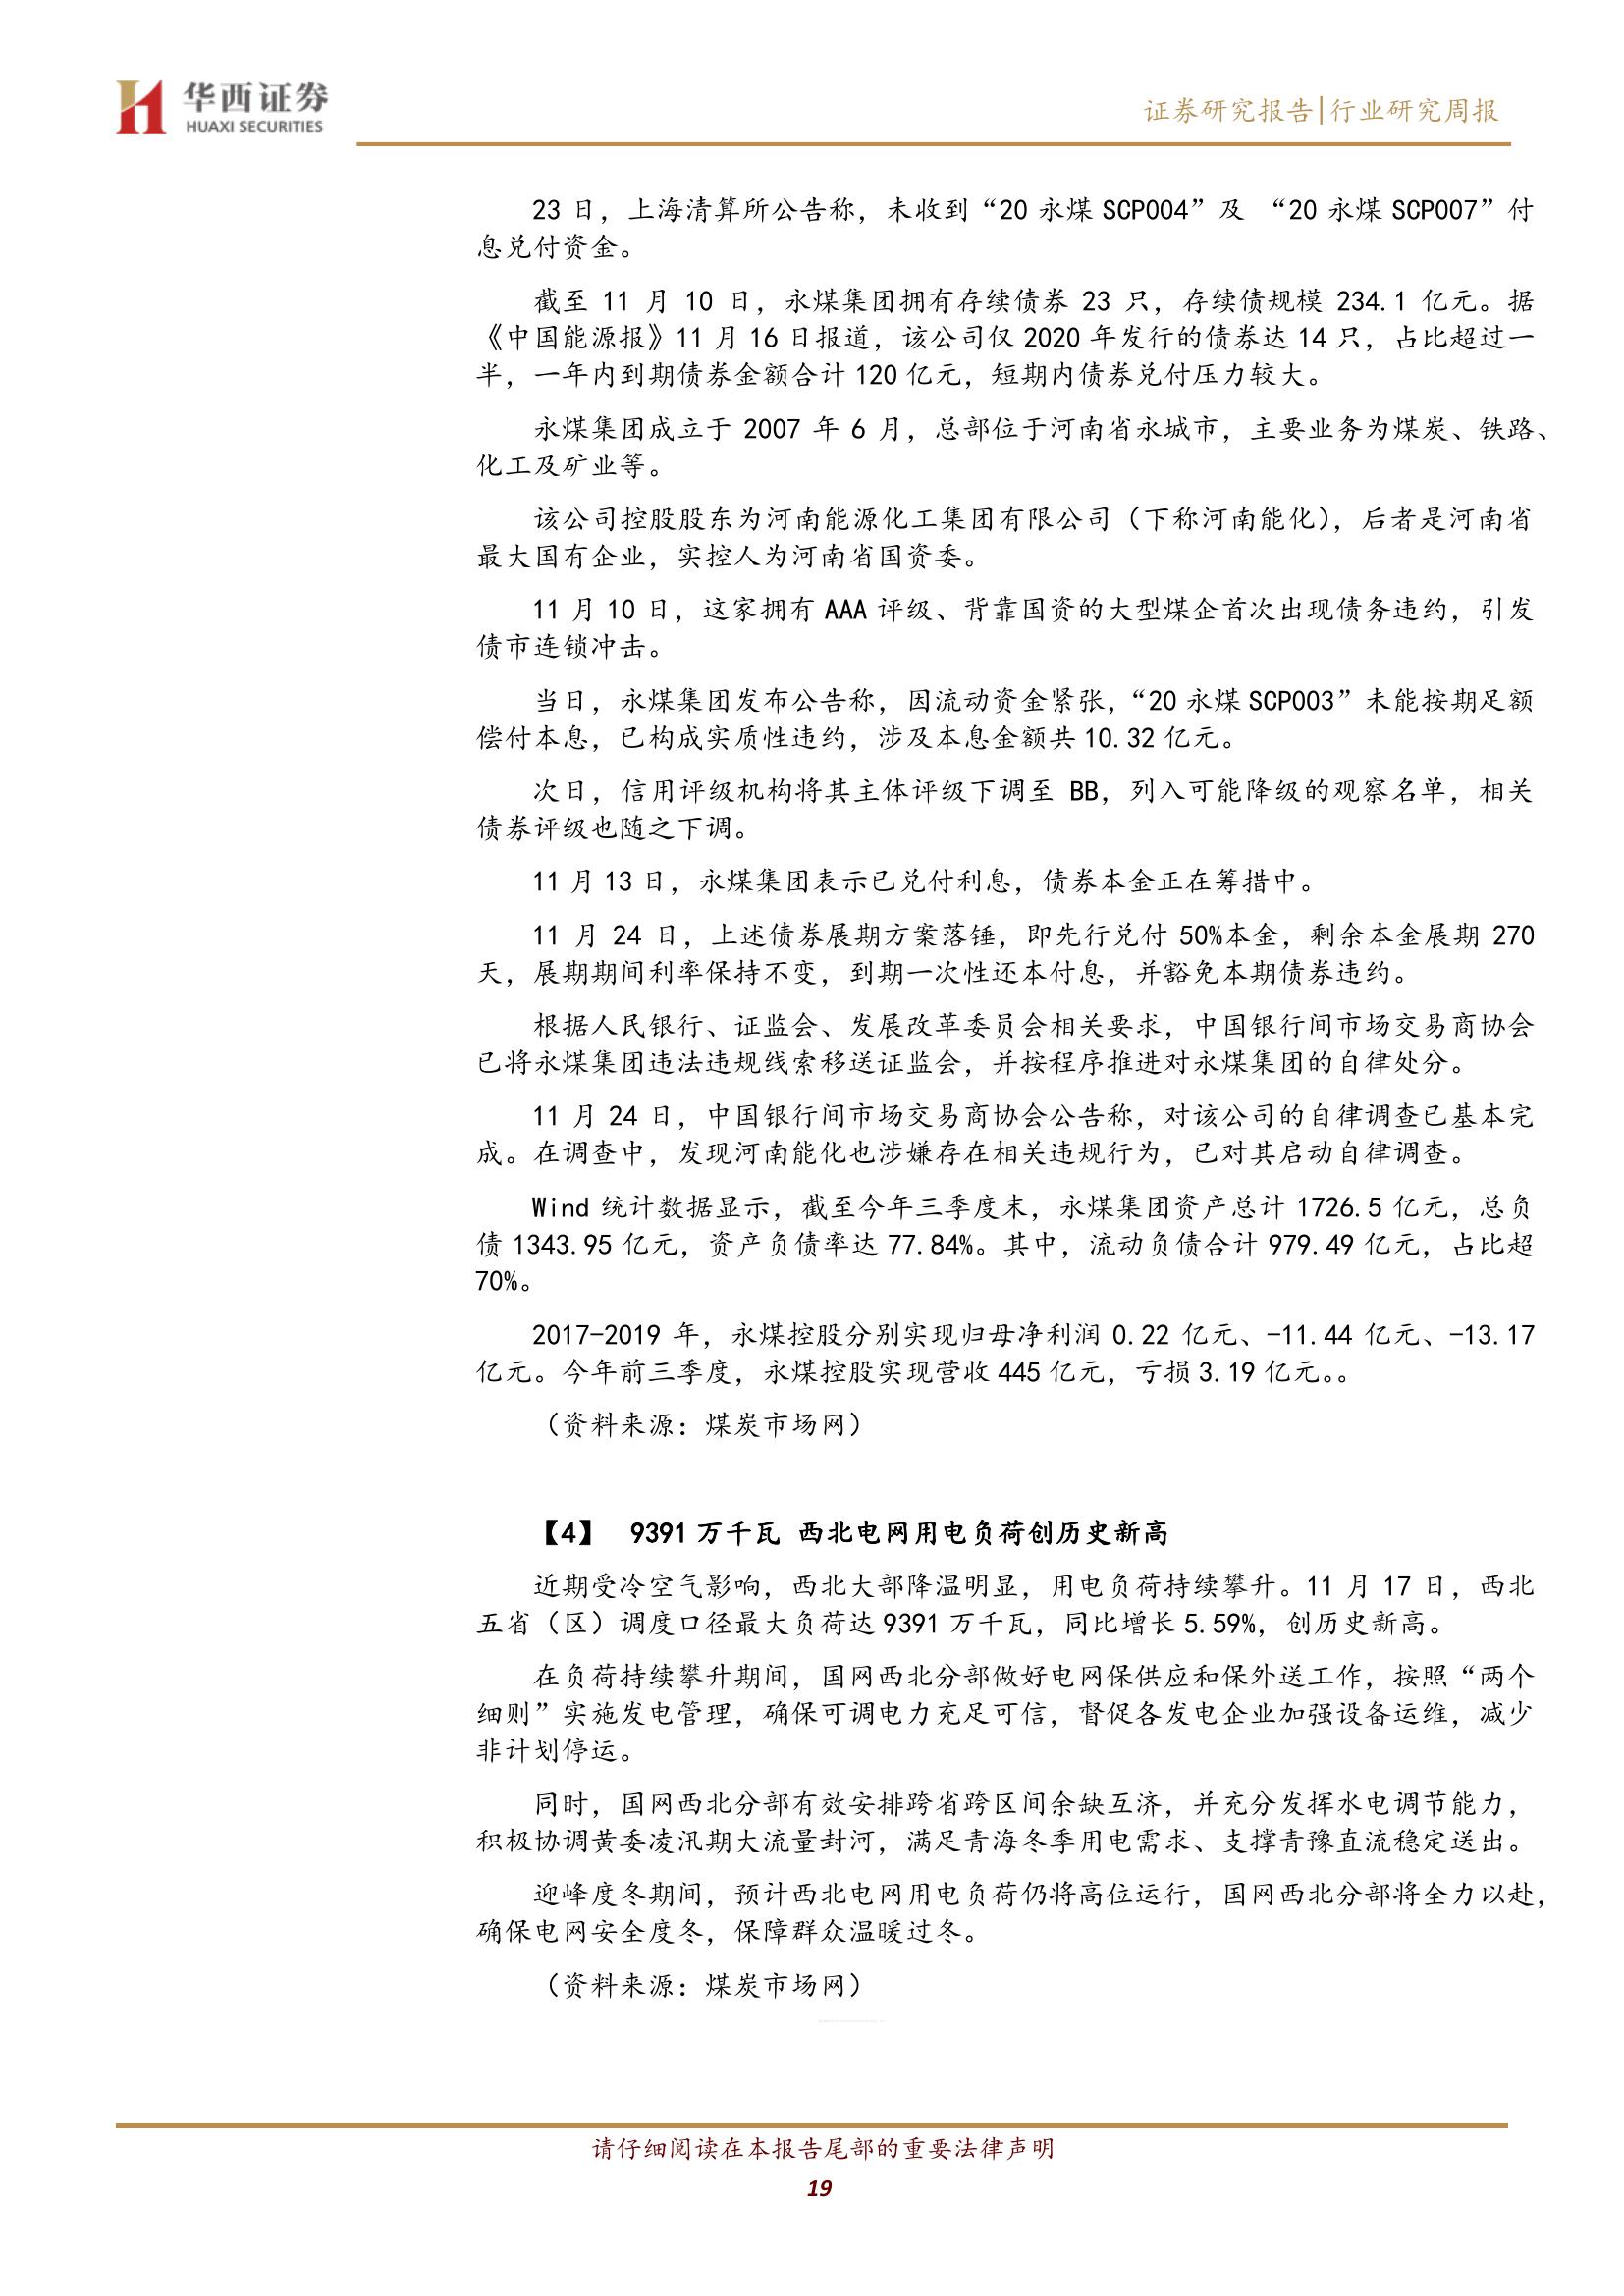 华西证券
HUAXI SECURITIES
证券研究报告|行业研究周报
23 日，上海清算所公告称，未收到“20 永煤 SCP004”及 “20 永煤 SCP007”付
息兑付资金。
截至 11 月 10 日，永煤集团拥有存续债券 23 只，存续债规模 234.1 亿元。据
《中国能源报》11 月 16 日报道，该公司仅 2020 年发行的债券达 14 只，占比超过一
半，一年内到期债券金额合计 120 亿元，短期内债券兑付压力较大。
永煤集团成立于 2007 年 6 月，总部位于河南省永城市，主要业务为煤炭、铁路、
化工及矿业等。
该公司控股股东为河南能源化工集团有限公司（下称河南能化），后者是河南省
最大国有企业，实控人为河南省国资委。
11 月 10 日，这家拥有 AAA 评级、背靠国资的大型煤企首次出现债务违约，引发
债市连锁冲击。
当日，永煤集团发布公告称，因流动资金紧张，“20 永煤 SCP003”未能按期足额
偿付本息，已构成实质性违约，涉及本息金额共 10.32 亿元。
次日，信用评级机构将其主体评级下调至 BB，列入可能降级的观察名单，相关
债券评级也随之下调。
11 月 13 日，永煤集团表示已兑付利息，债券本金正在筹措中。
11 月 24 日，上述债券展期方案落锤，即先行兑付 50%本金，剩余本金展期 270
天，展期期间利率保持不变，到期一次性还本付息，并豁免本期债券违约。
根据人民银行、证监会、发展改革委员会相关要求，中国银行间市场交易商协会
已将永煤集团违法违规线索移送证监会，并按程序推进对永煤集团的自律处分。
11 月 24 日，中国银行间市场交易商协会公告称，对该公司的自律调查已基本完
成。在调查中，发现河南能化也涉嫌存在相关违规行为，已对其启动自律调查。
Wind 统计数据显示，截至今年三季度末，永煤集团资产总计 1726.5 亿元，总负
债 1343.95 亿元，资产负债率达 77.84%。其中，流动负债合计 979.49 亿元，占比超
70%。
2017-2019 年，永煤控股分别实现归母净利润 0.22 亿元、-11.44 亿元、-13.17
亿元。今年前三季度，永煤控股实现营收 445 亿元，亏损 3.19 亿元。。
（资料来源：煤炭市场网）
【4】 9391 万千瓦 西北电网用电负荷创历史新高
近期受冷空气影响，西北大部降温明显，用电负荷持续攀升。11 月 17 日，西北
五省（区）调度口径最大负荷达 9391 万千瓦，同比增长 5.59%，创历史新高。
在负荷持续攀升期间，国网西北分部做好电网保供应和保外送工作，按照“两个
细则”实施发电管理，确保可调电力充足可信，督促各发电企业加强设备运维，减少
非计划停运。
同时，国网西北分部有效安排跨省跨区间余缺互济，并充分发挥水电调节能力，
积极协调黄委凌汛期大流量封河，满足青海冬季用电需求、支撑青豫直流稳定送出。
迎峰度冬期间，预计西北电网用电负荷仍将高位运行，国网西北分部将全力以赴，
确保电网安全度冬，保障群众温暖过冬。
（资料来源：煤炭市场网）
请仔细阅读在本报告尾部的重要法律声明
19